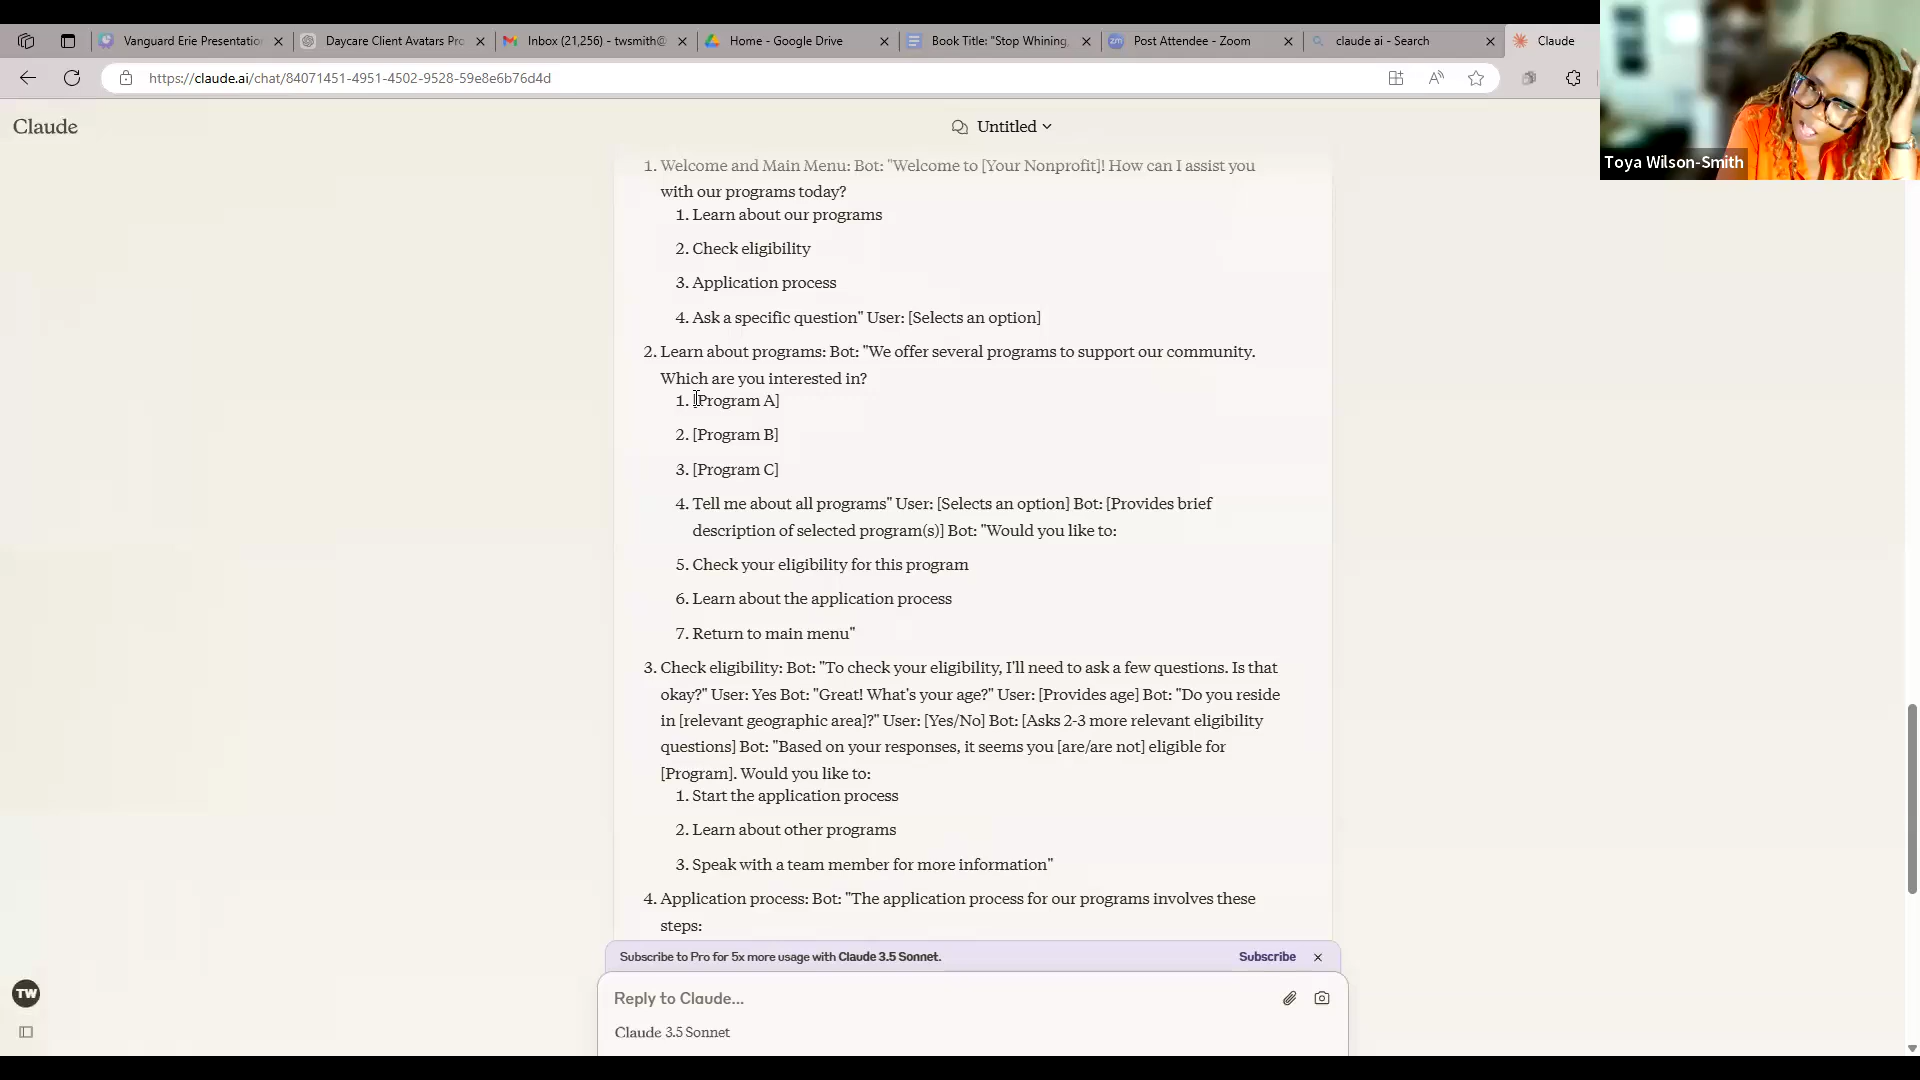 Vanguard Erie Presentation
Daycare Client Avatars Pro
Inbox (21,256) - twsmith@
Home - Google Drive
Book Title: "Stop Whining,
Post Attendee - Zoom
claude ai - Search
Claude
https://claude.ai/chat/84071451-4951-4502-9528-59e8e6b76d4d
Toya Wilson-Smith
Claude
Untitled
1. Welcome and Main Menu: Bot: "Welcome to [Your Nonprofit]! How can I assist you
with our programs today?
1. Learn about our programs
2. Check eligibility
3. Application process
4. Ask a specific question" User: [Selects an option]
2. Learn about programs: Bot: "We offer several programs to support our community.
Which are you interested in?
1. [Program A]
2. [Program B]
3. [Program C]
4. Tell me about all programs" User: [Selects an option] Bot: [Provides brief
description of selected program(s)] Bot: "Would you like to:
5. Check your eligibility for this program
6. Learn about the application process
7. Return to main menu"
3. Check eligibility: Bot: "To check your eligibility, I'll need to ask a few questions. Is that
okay?" User: Yes Bot: "Great! What's your age?" User: [Provides age] Bot: "Do you reside
in [relevant geographic area]?" User: [Yes/No] Bot: [Asks 2-3 more relevant eligibility
questions] Bot: "Based on your responses, it seems you [are/are not] eligible for
[Program]. Would you like to:
1. Start the application process
2. Learn about other programs
3. Speak with a team member for more information"
4. Application process: Bot: "The application process for our programs involves these
steps:
Subscribe to Pro for 5x more usage with Claude 3.5 Sonnet.
Subscribe
TW
Reply to Claude...
Claude 3.5 Sonnet